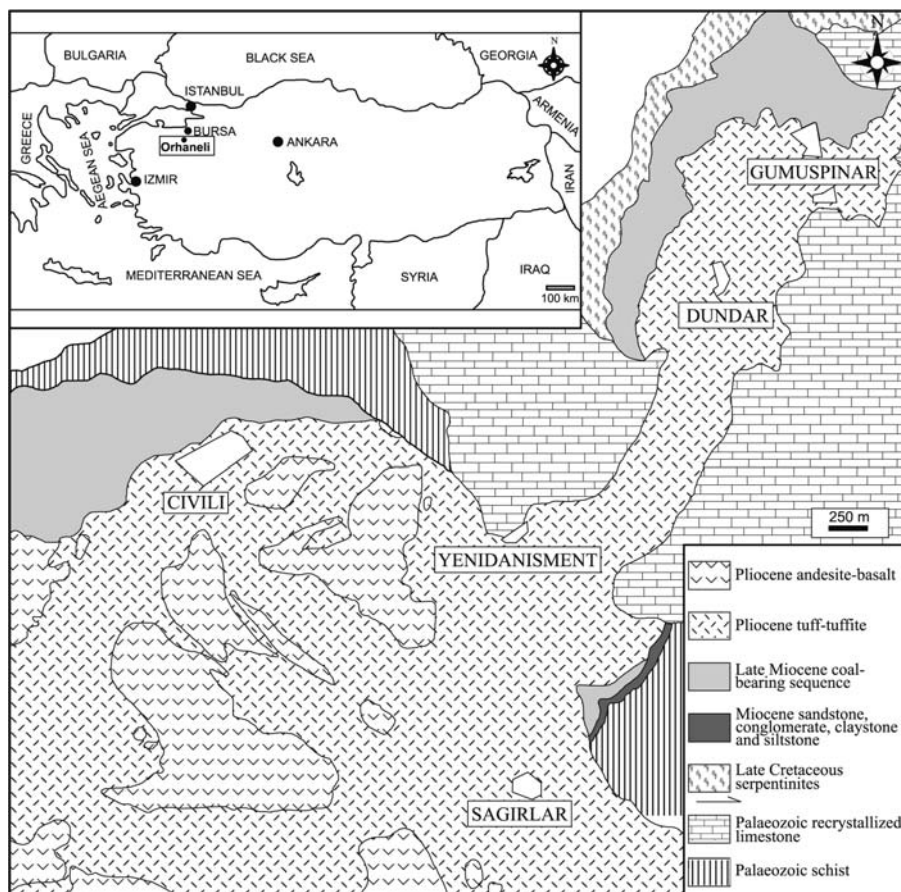 BULGARIA
BLACK SEA
GEORGIA
N
ISTANBUL
BURSA
Orhaneli
ANKARA
ARMENIA
GREECE
AEGEAN SEA
IZMIR
IRAN
MEDITERRANEAN SEA
SYRIA
IRAQ
100 km
N
GUMUSPINAR
DUNDAR
CIVILI
YENIDANISMENT
250 m
SAGIRLAR
Pliocene andesite-basalt
Pliocene tuff-tuffite
Late Miocene coal-
bearing sequence
Miocene sandstone,
conglomerate, claystone
and siltstone
Late Cretaceous
serpentinites
Palaeozoic recrystallized
limestone
Palaeozoic schist